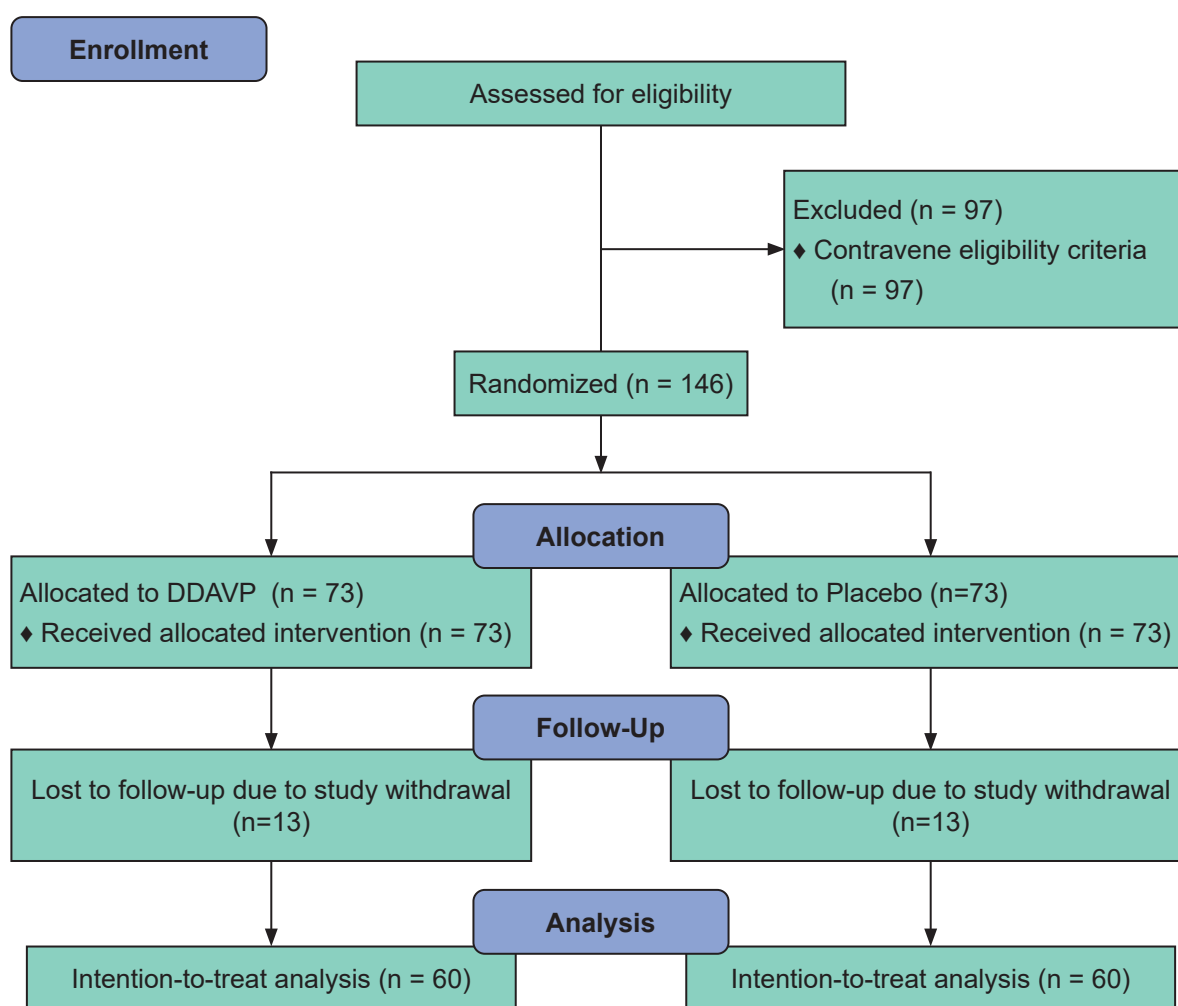 Enrollment
Assessed for eligibility
Excluded (n = 97)
♦ Contravene eligibility criteria
(n = 97)
Randomized (n = 146)
Allocation
Allocated to DDAVP  (n = 73)
♦ Received allocated intervention (n = 73)
Allocated to Placebo (n=73)
♦ Received allocated intervention (n = 73)
Follow-Up
Lost to follow-up due to study withdrawal
(n=13)
Lost to follow-up due to study withdrawal
(n=13)
Analysis
Intention-to-treat analysis (n = 60)
Intention-to-treat analysis (n = 60)